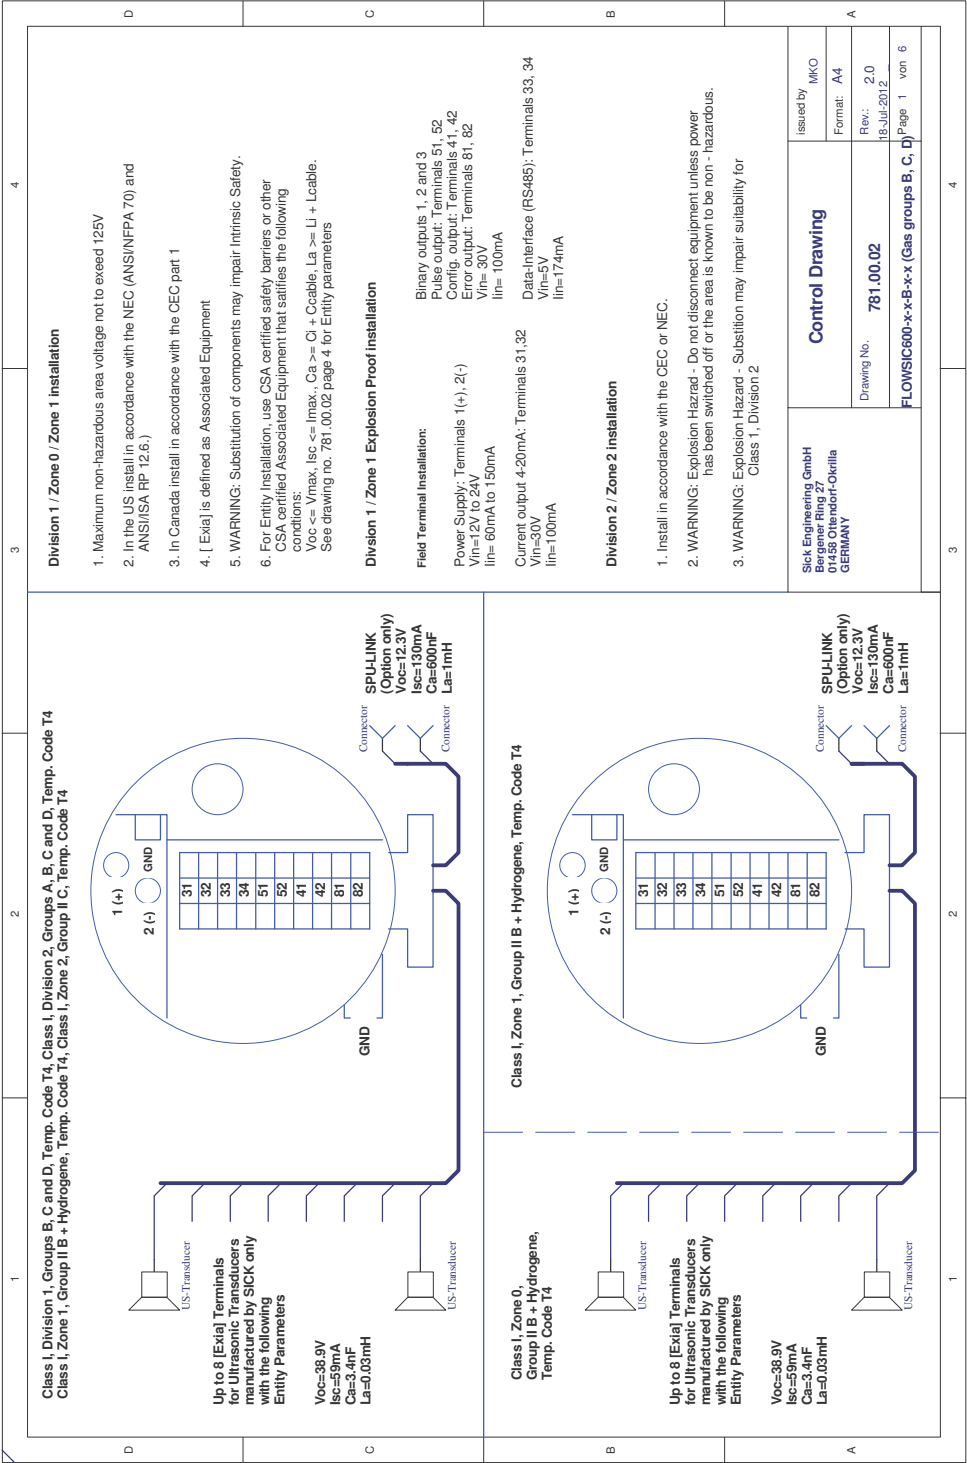 1
2
3
4
D
C
B
A
Class I, Division 1, Groups B, C and D, Temp. Code T4, Class I, Division 2, Groups A, B, C and D, Temp. Code T4
Class I, Zone 1, Group II B + Hydrogene, Temp. Code T4, Class I, Zone 2, Group II C, Temp. Code T4
US-Transducer
US-Transducer
Up to 8 [Exia] Terminals
for Ultrasonic Transducers
manufactured by SICK only
with the following
Entity Parameters
Voc=38.9V
Isc=59mA
Ca=3.4nF
La=0.03mH
1 (+)
2 (-)
GND
31
32
33
34
51
52
41
42
81
82
GND
Connector
Connector
SPU-LINK
(Option only)
Voc=12.3V
Isc=130mA
Ca=600nF
La=1mH
Class I, Zone 0,
Group II B + Hydrogene,
Temp. Code T4
Class I, Zone 1, Group II B + Hydrogene, Temp. Code T4
US-Transducer
US-Transducer
Up to 8 [Exia] Terminals
for Ultrasonic Transducers
manufactured by SICK only
with the following
Entity Parameters
Voc=38.9V
Isc=59mA
Ca=3.4nF
La=0.03mH
1 (+)
2 (-)
GND
31
32
33
34
51
52
41
42
81
82
GND
Connector
Connector
SPU-LINK
(Option only)
Voc=12.3V
Isc=130mA
Ca=600nF
La=1mH
Division 1 / Zone 0 / Zone 1 installation
1. Maximum non-hazardous area voltage not to exceed 125V
2. In the US install in accordance with the NEC (ANSI/NFPA 70) and
ANSI/ISA RP 12.6.)
3. In Canada install in accordance with the CEC part 1
4. [ Exia] is defined as Associated Equipment
5. WARNING: Substitution of components may impair Intrinsic Safety.
6. For Entity Installation, use CSA certified safety barriers or other
CSA certified Associated Equipment that satifies the following
condtions:
Voc <= Vmax, Isc <= Imax., Ca >= Ci + Ccable, La >= Li + Lcable.
See drawing no. 781.00.02 page 4 for Entity parameters
Divsion 1 / Zone 1 Explosion Proof installation
Field Terminal Installation:
Power Supply: Terminals 1(+), 2(-)
Vin=12V to 24V
Iin= 60mA to 150mA
Current output 4-20mA: Terminals 31,32
Vin=30V
Iin=100mA
Binary outputs 1, 2 and 3
Pulse output: Terminals 51, 52
Config. output: Terminals 41, 42
Error output: Terminals 81, 82
Vin= 30V
Iin= 100mA
Data-Interface (RS485): Terminals 33, 34
Vin=5V
Iin=174mA
Division 2 / Zone 2 installation
1. Install in accordance with the CEC or NEC.
2. WARNING: Explosion Hazrad - Do not disconnect equipment unless power
has been switched off or the area is known to be non - hazardous.
3. WARNING: Explosion Hazard - Substition may impair suitability for
Class 1, Division 2
Sick Engineering GmbH
Bergener Ring 27
01458 Ottendorf-Okrilla
GERMANY
Control Drawing
Drawing No. 781.00.02
FLOWSIC600-x-x-B-x-x (Gas groups B, C, D)
issued by MKO
Format: A4
Rev.: 2.0
18-Jul-2012
Page 1 von 6
D
C
B
A
1
2
3
4